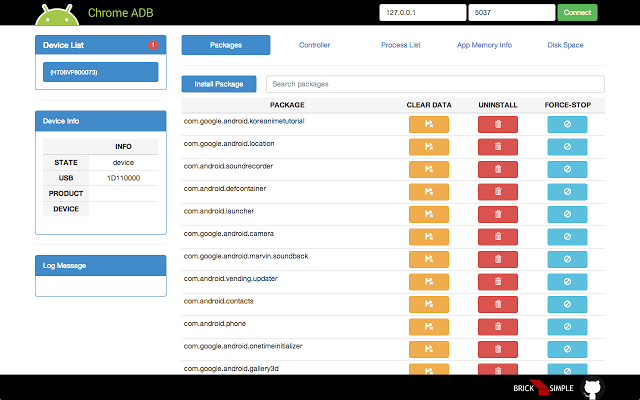 Chrome ADB
127.0.0.1
5037
Connect
Device List
1
(HT06VP800073)
Device Info
INFO
STATE device
USB 1D110000
PRODUCT
DEVICE
Log Message
Packages
Controller
Process List
App Memory Info
Disk Space
Install Package
Search packages
PACKAGE CLEAR DATA UNINSTALL FORCE-STOP
com.google.android.koreanimetutorial
com.google.android.location
com.android.soundrecorder
com.android.defcontainer
com.android.launcher
com.google.android.camera
com.google.android.marvin.soundback
com.android.vending.updater
com.android.contacts
com.android.phone
com.google.android.onetimeinitializer
com.google.android.gallery3d
BRICK SIMPLE